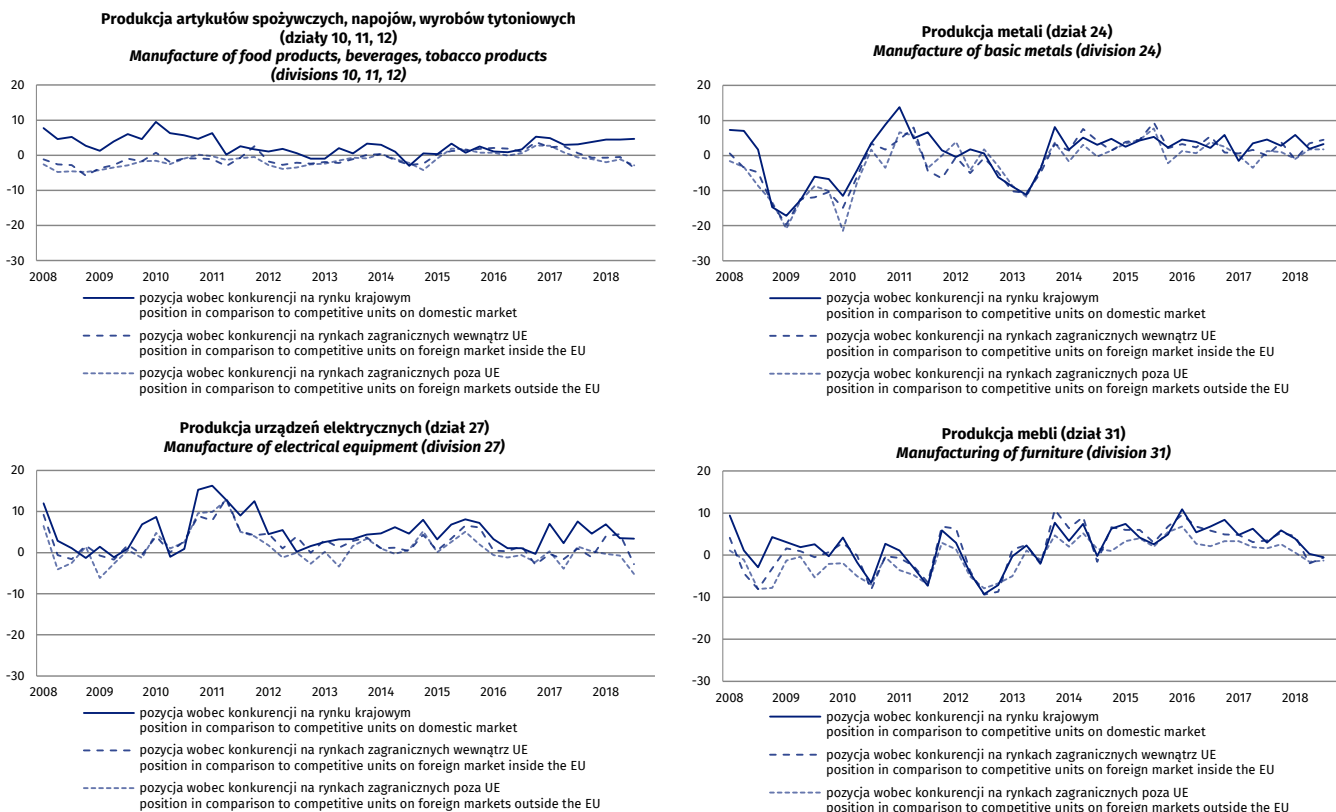 Produkcja artykułów spożywczych, napojów, wyrobów tytoniowych
(działy 10, 11, 12)
Manufacture of food products, beverages, tobacco products
(divisions 10, 11, 12)
20
10
0
-10
-20
-30
2008 2009 2010 2011 2012 2013 2014 2015 2016 2017 2018
pozycja wobec konkurencji na rynku krajowym
position in comparison to competitive units on domestic market
pozycja wobec konkurencji na rynkach zagranicznych wewnątrz UE
position in comparison to competitive units on foreign market inside the EU
pozycja wobec konkurencji na rynkach zagranicznych poza UE
position in comparison to competitive units on foreign markets outside the EU
Produkcja metali (dział 24)
Manufacture of basic metals (division 24)
20
10
0
-10
-20
-30
2008 2009 2010 2011 2012 2013 2014 2015 2016 2017 2018
pozycja wobec konkurencji na rynku krajowym
position in comparison to competitive units on domestic market
pozycja wobec konkurencji na rynkach zagranicznych wewnątrz UE
position in comparison to competitive units on foreign market inside the EU
pozycja wobec konkurencji na rynkach zagranicznych poza UE
position in comparison to competitive units on foreign markets outside the EU
Produkcja urządzeń elektrycznych (dział 27)
Manufacture of electrical equipment (division 27)
20
10
0
-10
-20
-30
2008 2009 2010 2011 2012 2013 2014 2015 2016 2017 2018
pozycja wobec konkurencji na rynku krajowym
position in comparison to competitive units on domestic market
pozycja wobec konkurencji na rynkach zagranicznych wewnątrz UE
position in comparison to competitive units on foreign market inside the EU
pozycja wobec konkurencji na rynkach zagranicznych poza UE
position in comparison to competitive units on foreign markets outside the EU
Produkcja mebli (dział 31)
Manufacturing of furniture (division 31)
20
10
0
-10
-20
-30
2008 2009 2010 2011 2012 2013 2014 2015 2016 2017 2018
pozycja wobec konkurencji na rynku krajowym
position in comparison to competitive units on domestic market
pozycja wobec konkurencji na rynkach zagranicznych wewnątrz UE
position in comparison to competitive units on foreign market inside the EU
pozycja wobec konkurencji na rynkach zagranicznych poza UE
position in comparison to competitive units on foreign markets outside the EU